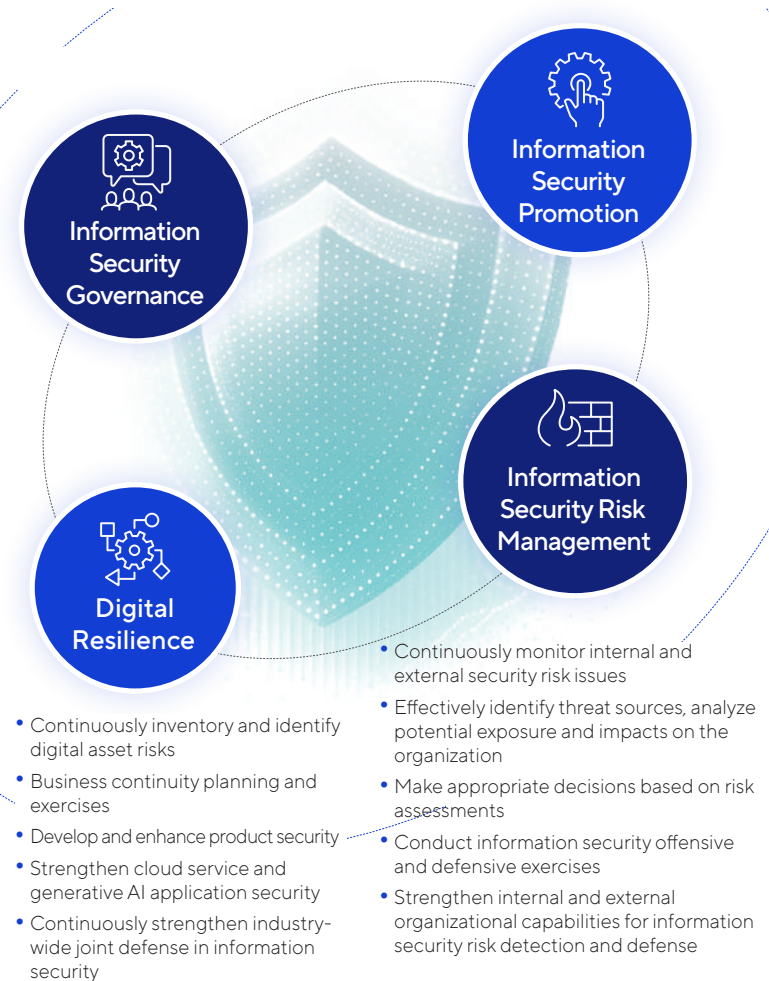 Information
Security
Promotion
Information
Security
Governance
Information
Security Risk
Management
Digital
Resilience
• Continuously inventory and identify
digital asset risks
• Business continuity planning and
exercises
• Develop and enhance product security
• Strengthen cloud service and
generative AI application security
• Continuously strengthen industry-
wide joint defense in information
security
• Continuously monitor internal and
external security risk issues
• Effectively identify threat sources, analyze
potential exposure and impacts on the
organization
• Make appropriate decisions based on risk
assessments
• Conduct information security offensive
and defensive exercises
• Strengthen internal and external
organizational capabilities for information
security risk detection and defense